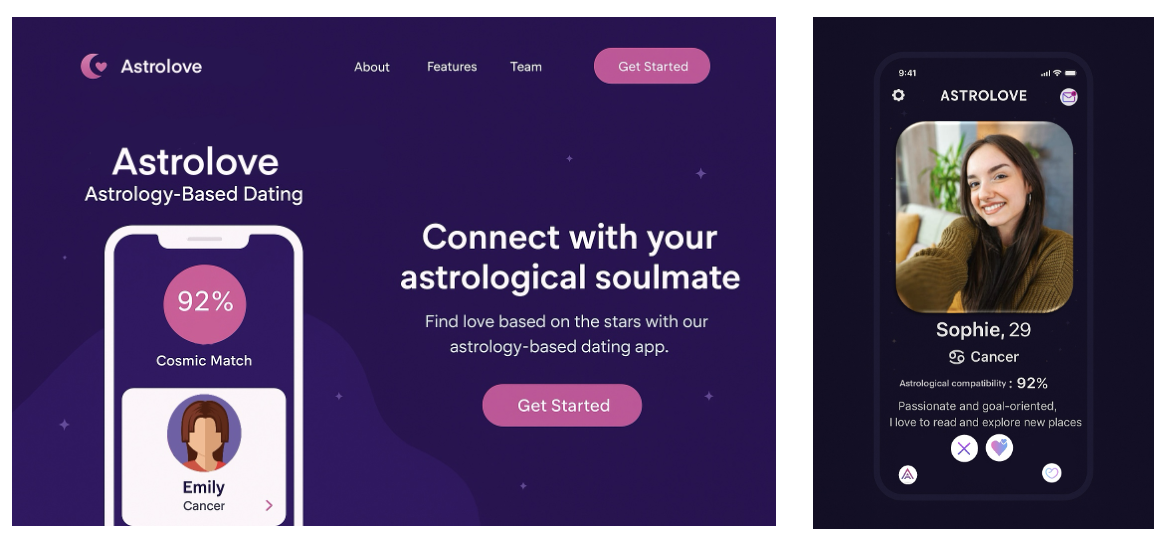 Astrolove
About
Features
Team
Get Started
Astrolove
Astrology-Based Dating
92%
Cosmic Match
Emily
Cancer
Connect with your
astrological soulmate
Find love based on the stars with our
astrology-based dating app.
Get Started
9:41
ASTROLOVE
Sophie, 29
♋ Cancer
Astrological compatibility : 92%
Passionate and goal-oriented,
I love to read and explore new places